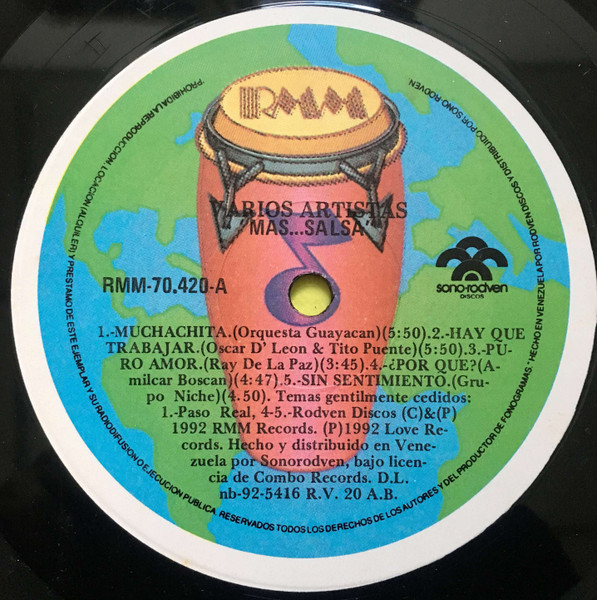 RMM
VARIOS ARTISTAS
"MAS...SALSA"
sono-rodven
DISCOS
RMM-70.420-A
1.-MUCHACHITA.(Orquesta Guayacan)(5:50).2.-HAY QUE
TRABAJAR.(Oscar D' Leon & Tito Puente)(5:50).3.-PU-
RO AMOR.(Ray De La Paz)(3:45).4.-¿POR QUE?(A-
milcar Boscan)(4:47).5.-SIN SENTIMIENTO.(Gru-
po Niche)(4.50). Temas gentilmente cedidos:
1.-Paso Real, 4-5.-Rodven Discos (C)&(P)
1992 RMM Records. (P)1992 Love Re-
cords. Hecho y distribuido en Vene-
zuela por Sonorodven, bajo licen-
cia de Combo Records. D.L.
nb-92-5416 R.V. 20 A.B.
"PROHIBIDA LA REPRODUCCION, LOCACION (ALQUILER) Y PRESTAMO DE ESTE EJEMPLAR Y SU RADIODIFUSION O EJECUCION PUBLICA. RESERVADOS TODOS LOS DERECHOS DE LOS AUTORES Y DEL PRODUCTOR DE FONOGRAMAS." HECHO EN VENEZUELA POR RODVEN DISCOS Y DISTRIBUIDO POR SONO RODVEN.